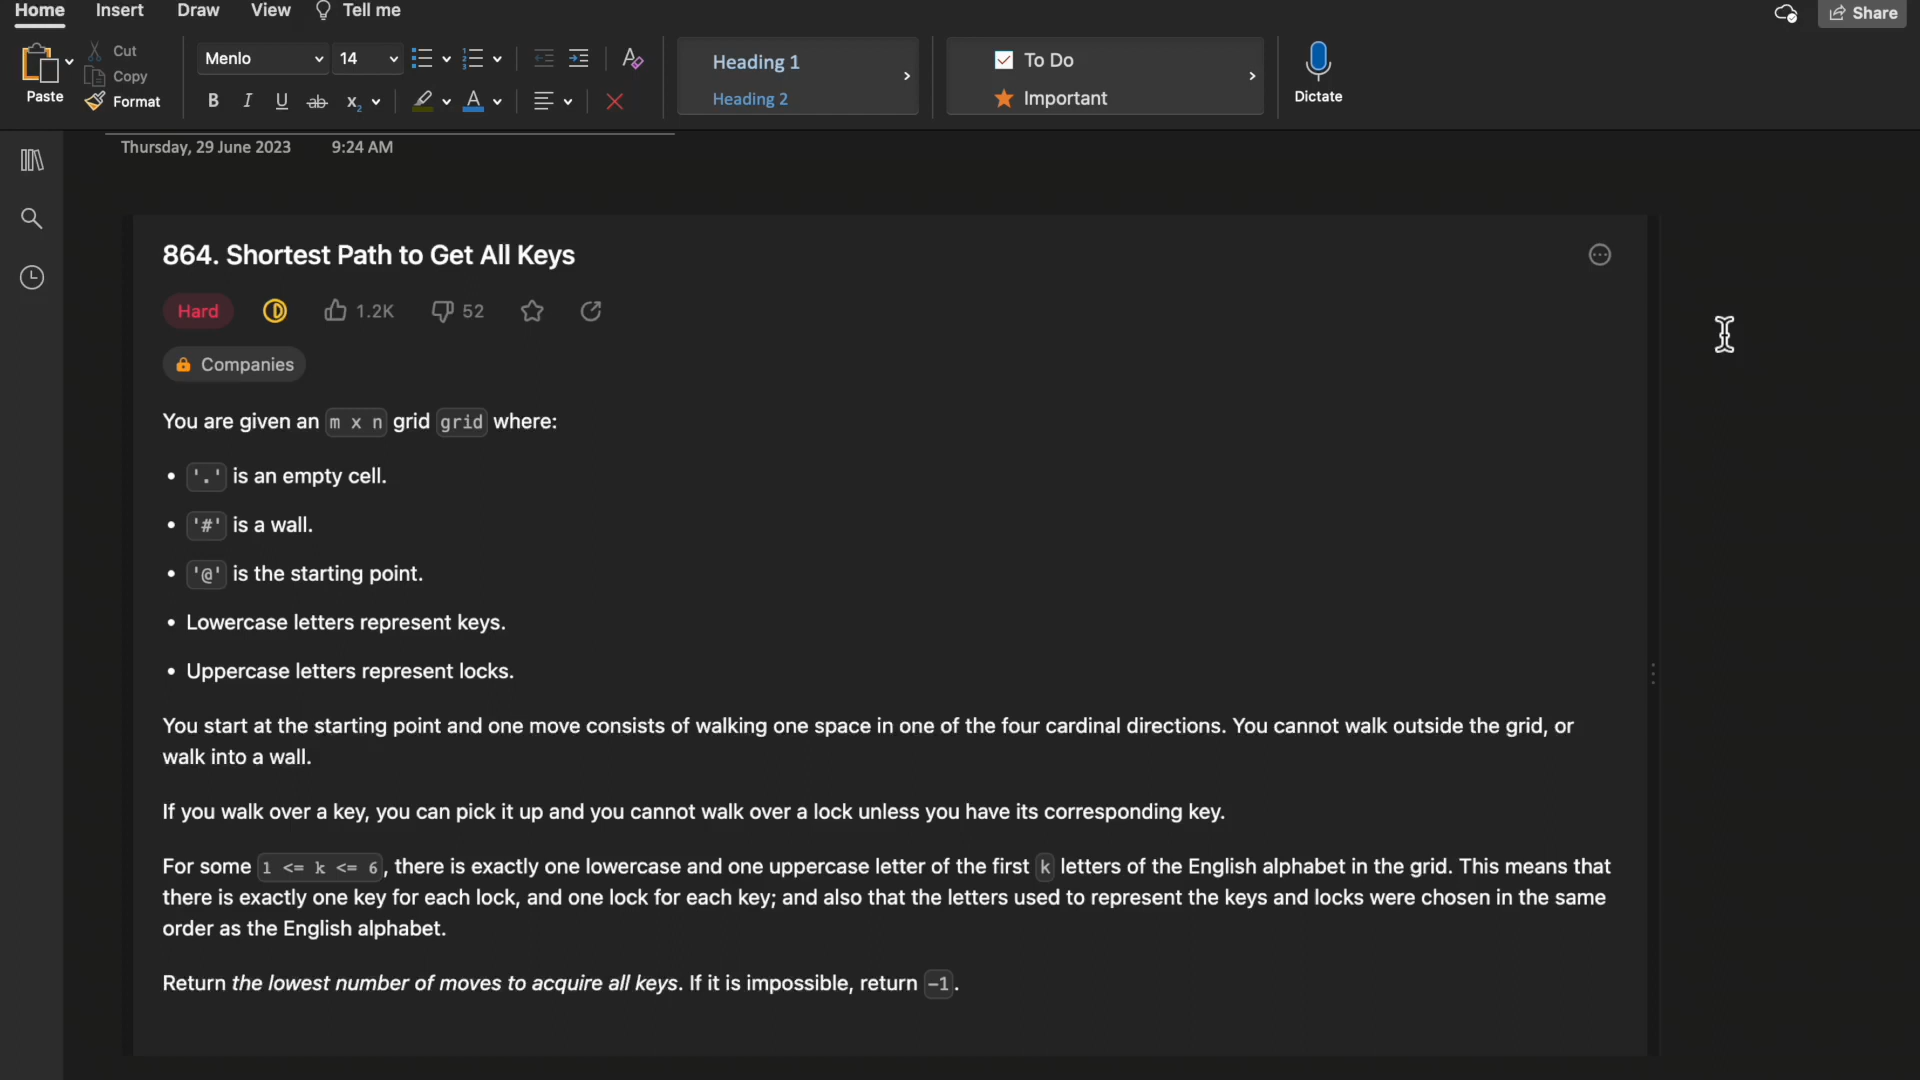 Home Insert Draw View Tell me Share
Paste Cut Copy Format
Menlo 14
B I U ab X₂ A
Heading 1
Heading 2
To Do
Important
Dictate
Thursday, 29 June 2023 9:24 AM
864. Shortest Path to Get All Keys
Hard 1.2K 52
Companies
You are given an m x n grid grid where:
• '.' is an empty cell.
• '#' is a wall.
• '@' is the starting point.
• Lowercase letters represent keys.
• Uppercase letters represent locks.
You start at the starting point and one move consists of walking one space in one of the four cardinal directions. You cannot walk outside the grid, or
walk into a wall.
If you walk over a key, you can pick it up and you cannot walk over a lock unless you have its corresponding key.
For some 1 <= k <= 6, there is exactly one lowercase and one uppercase letter of the first k letters of the English alphabet in the grid. This means that
there is exactly one key for each lock, and one lock for each key; and also that the letters used to represent the keys and locks were chosen in the same
order as the English alphabet.
Return the lowest number of moves to acquire all keys. If it is impossible, return -1.